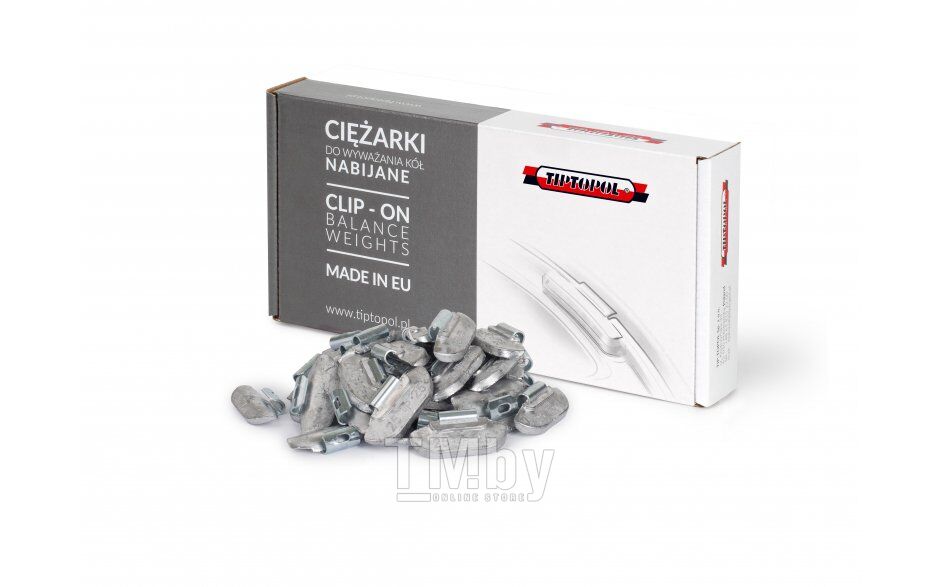 CIĘŻARKI
DO WYWAŻANIA KÓŁ
NABIJANE
CLIP - ON
BALANCE
WEIGHTS
MADE IN EU
www.tiptopol.pl
TIPTOPOL ®
TIPTOPOL
TIPTOPOL
TM.by
ONLINE STORE